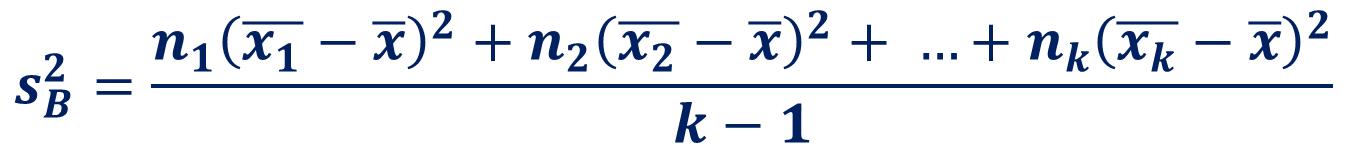 $s_B^2 = \frac{n_1(\overline{x_1} - \overline{x})^2 + n_2(\overline{x_2} - \overline{x})^2 + \ldots + n_k(\overline{x_k} - \overline{x})^2}{k - 1}$